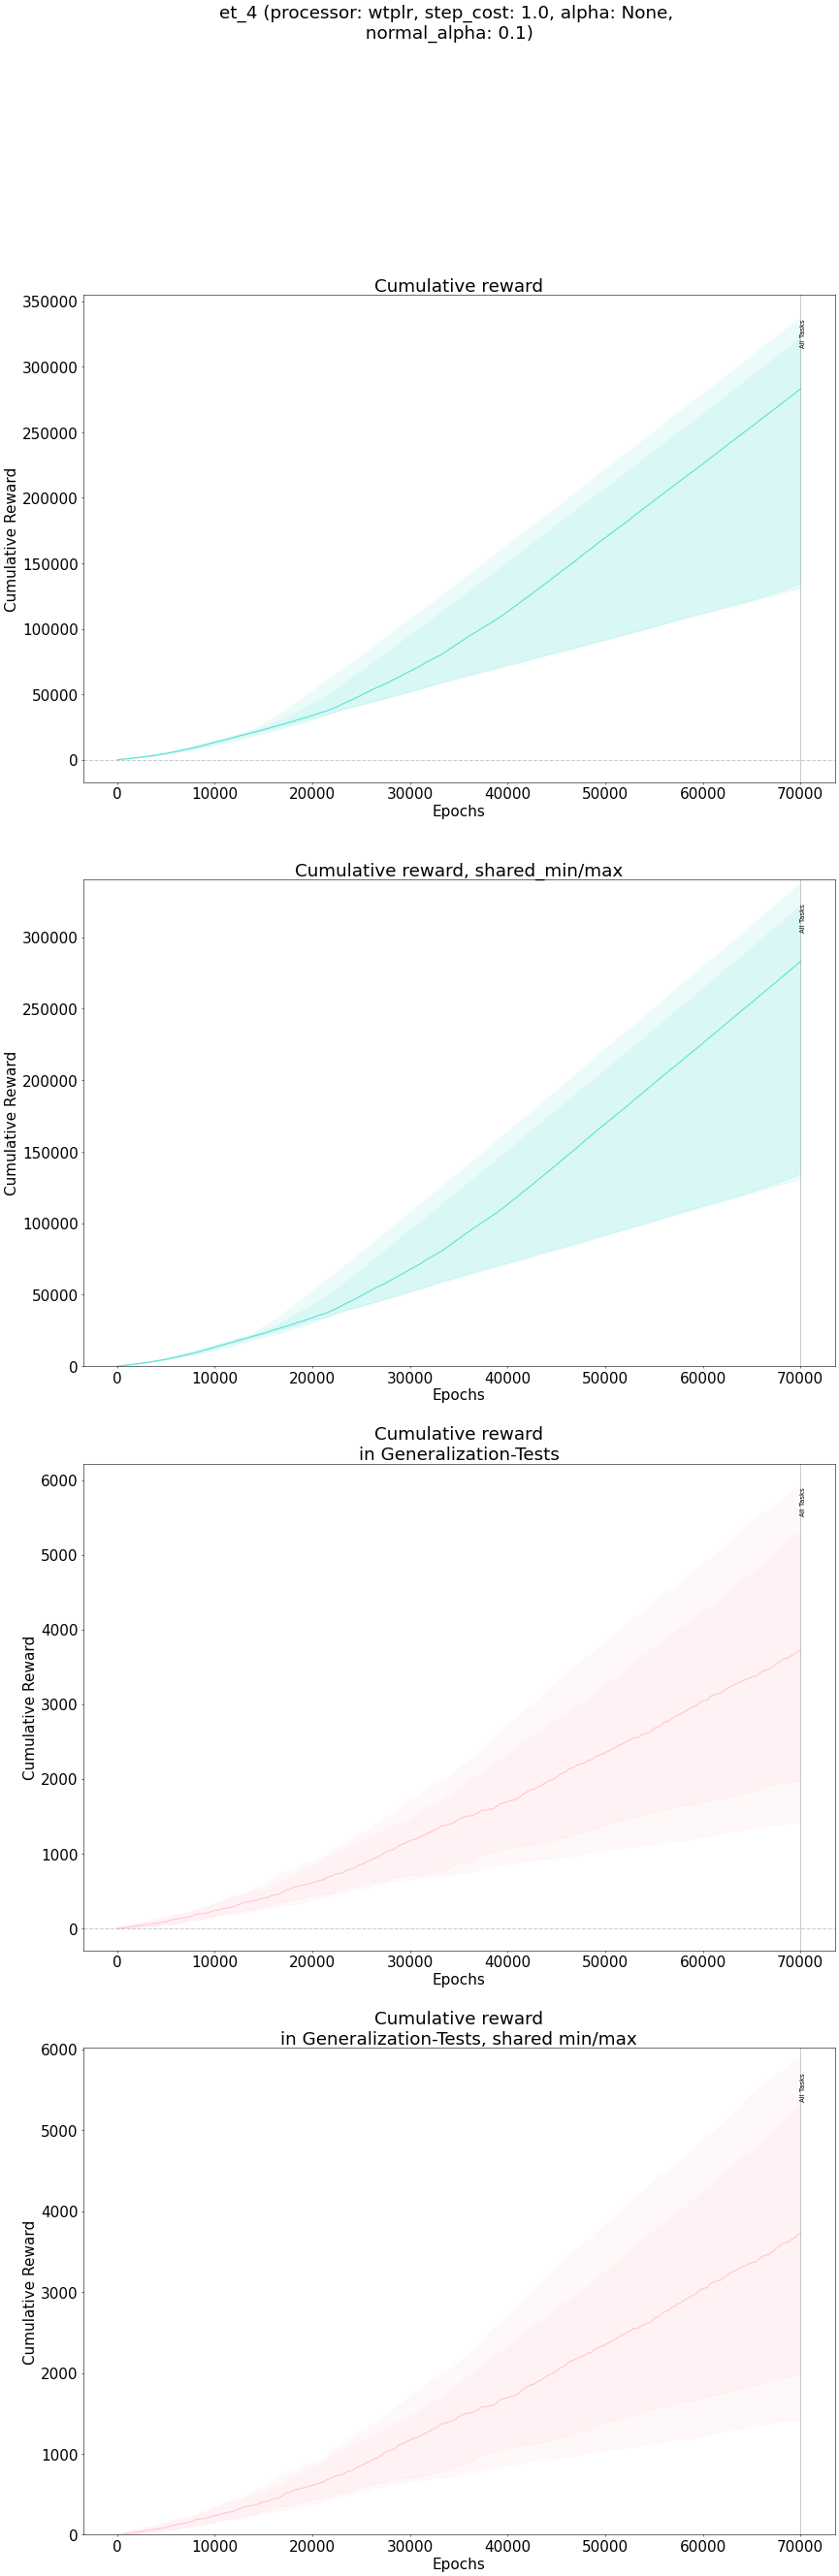 et_4 (processor: wtplr, step_cost: 1.0, alpha: None,
normal_alpha: 0.1)
Cumulative reward
350000
300000
250000
200000
150000
100000
50000
0
Cumulative Reward
All Tasks
0 10000 20000 30000 40000 50000 60000 70000
Epochs
Cumulative reward, shared_min/max
300000
250000
200000
150000
100000
50000
0
Cumulative Reward
All Tasks
0 10000 20000 30000 40000 50000 60000 70000
Epochs
Cumulative reward
in Generalization-Tests
6000
5000
4000
3000
2000
1000
0
Cumulative Reward
All Tasks
0 10000 20000 30000 40000 50000 60000 70000
Epochs
Cumulative reward
in Generalization-Tests, shared min/max
6000
5000
4000
3000
2000
1000
0
Cumulative Reward
All Tasks
0 10000 20000 30000 40000 50000 60000 70000
Epochs